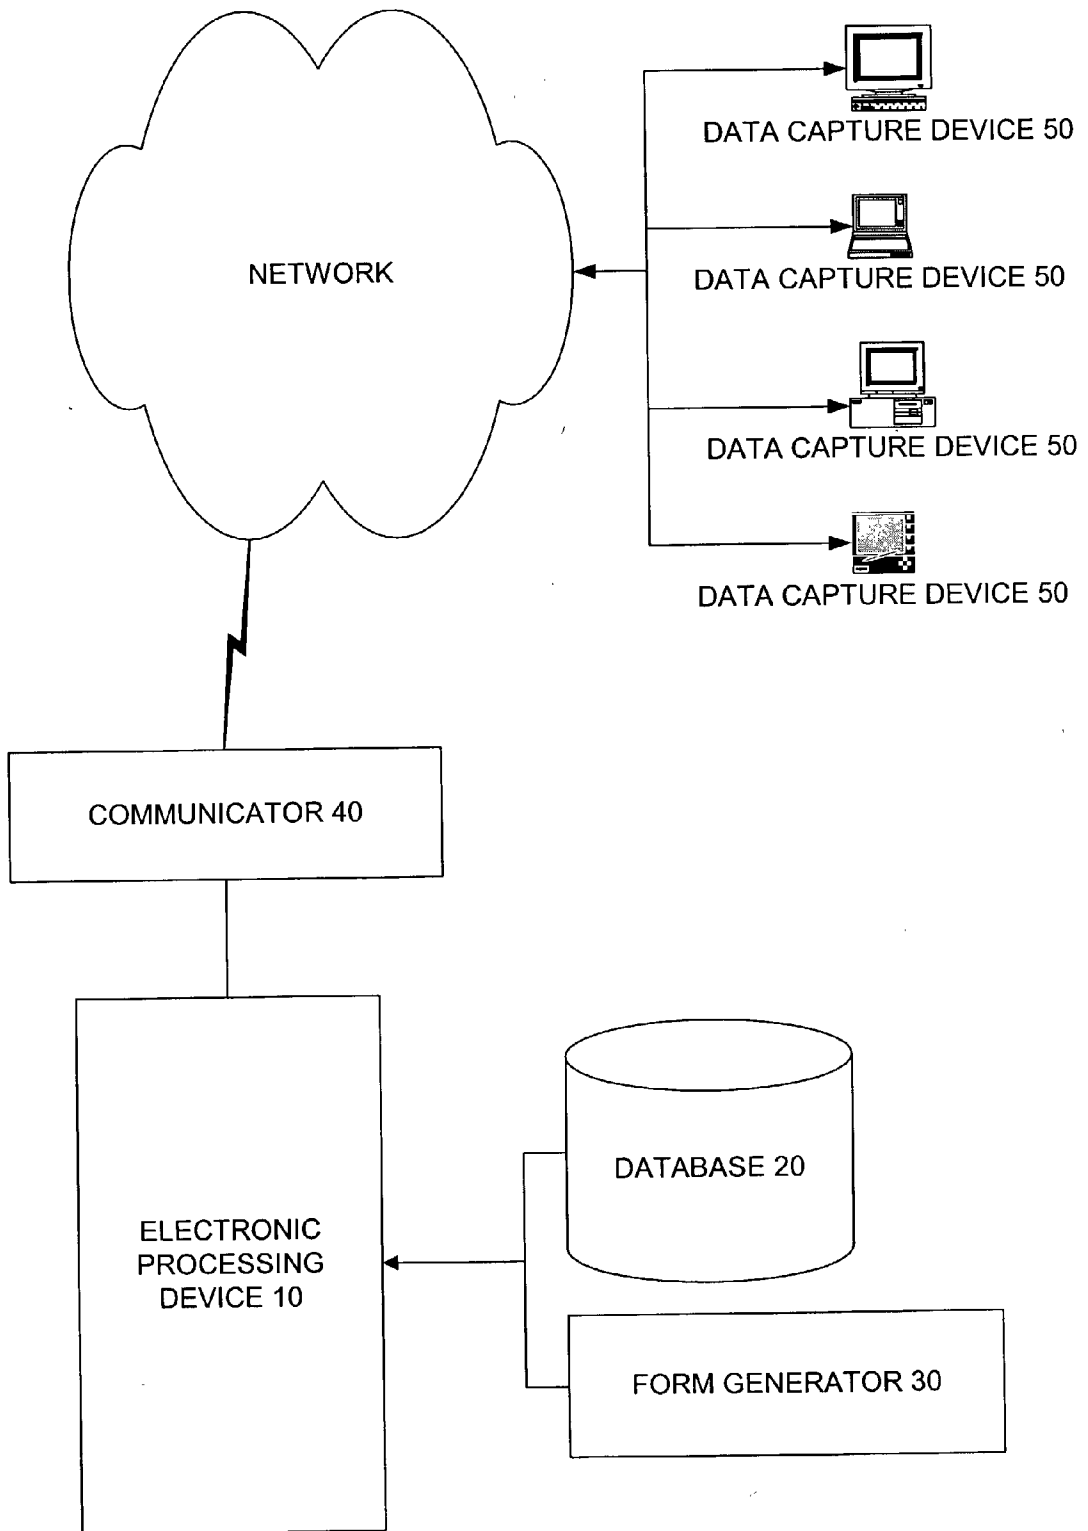 DATA CAPTURE DEVICE 50
NETWORK
DATA CAPTURE DEVICE 50
DATA CAPTURE DEVICE 50
DATA CAPTURE DEVICE 50
COMMUNICATOR 40
DATABASE 20
ELECTRONIC
PROCESSING
DEVICE 10
FORM GENERATOR 30